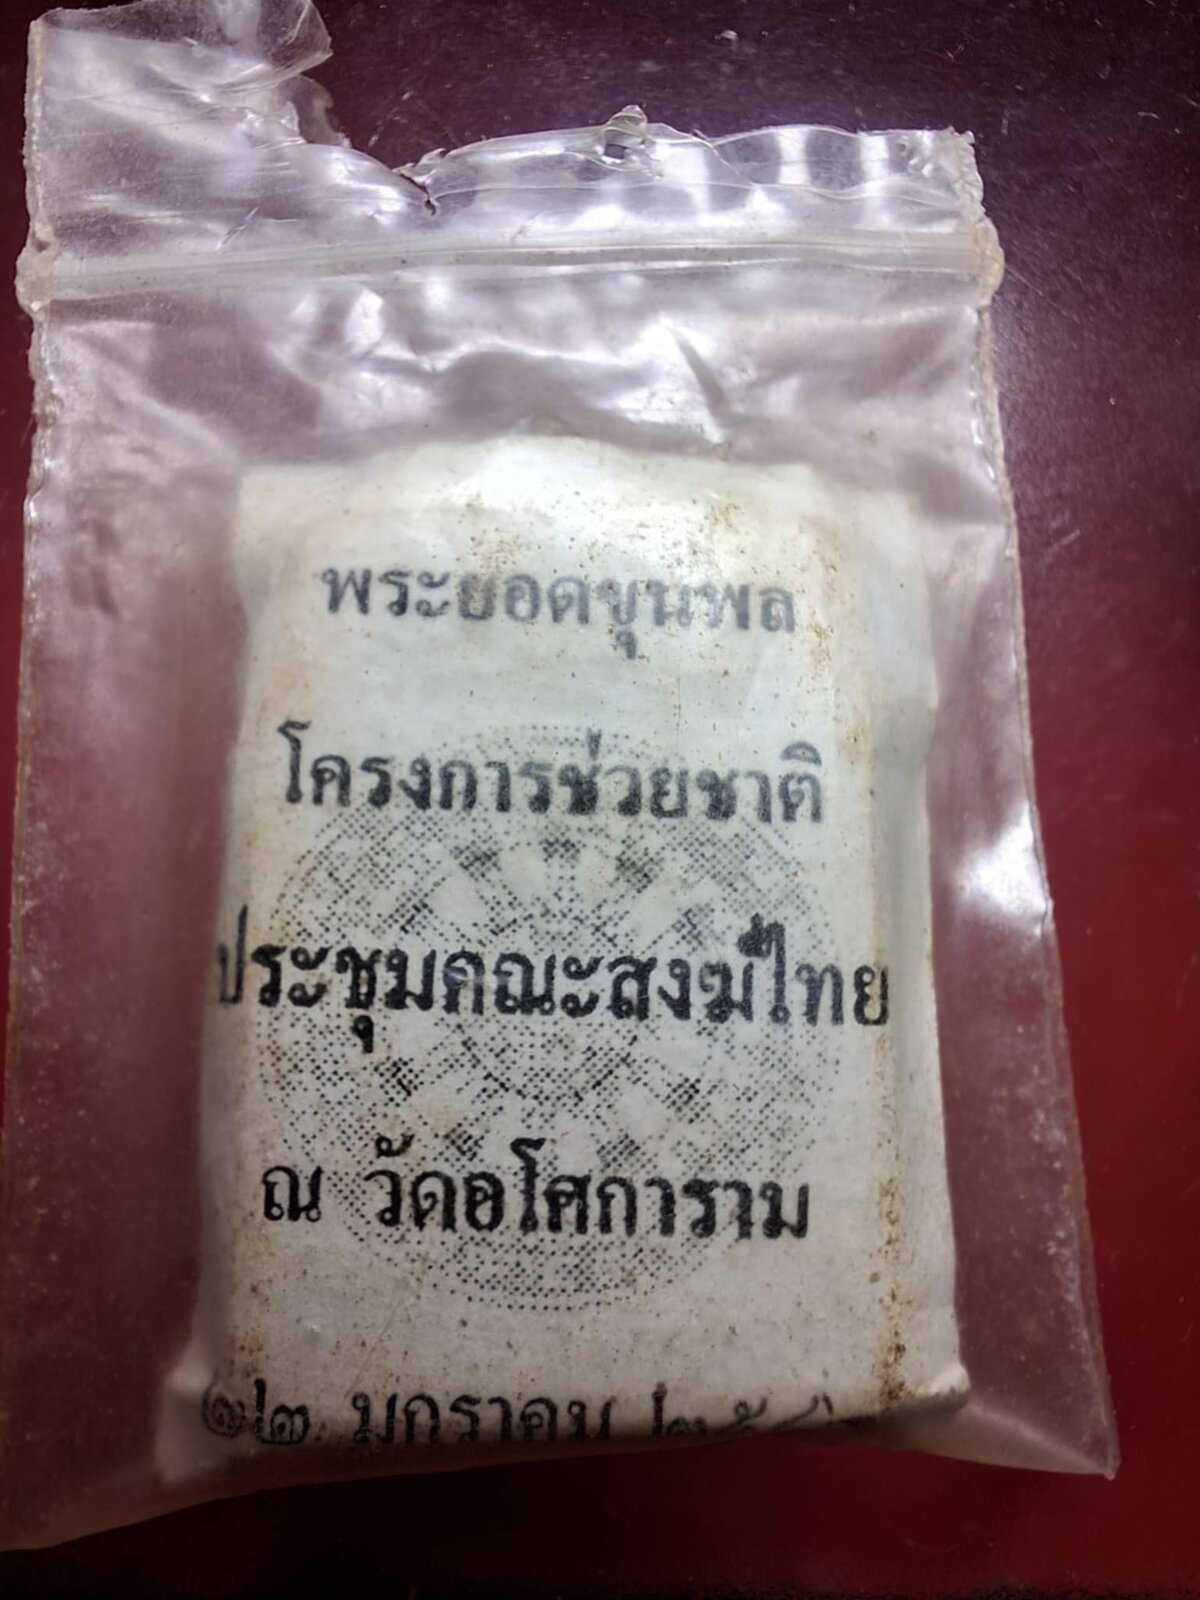 พระยอดขุนพล
โครงการช่วยชาติ
ประชุมคณะสงฆ์ไทย
ณ วัดอโศการาม
๒๒ มกราคม